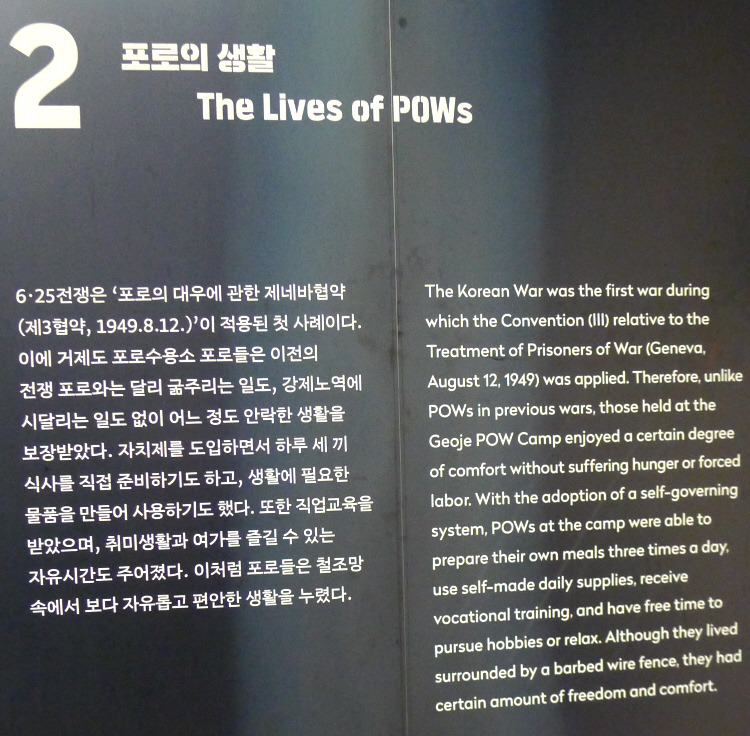 2
포로의 생활
The Lives of POWs
6·25전쟁은 ‘포로의 대우에 관한 제네바협약
(제3협약, 1949.8.12.)’이 적용된 첫 사례이다.
이에 거제도 포로수용소 포로들은 이전의
전쟁 포로와는 달리 굶주리는 일도, 강제노역에
시달리는 일도 없이 어느 정도 안락한 생활을
보장받았다. 자치제를 도입하면서 하루 세 끼
식사를 직접 준비하기도 하고, 생활에 필요한
물품을 만들어 사용하기도 했다. 또한 직업교육을
받았으며, 취미생활과 여가를 즐길 수 있는
자유시간도 주어졌다. 이처럼 포로들은 철조망
속에서 보다 자유롭고 편안한 생활을 누렸다.
The Korean War was the first war during
which the Convention (III) relative to the
Treatment of Prisoners of War (Geneva,
August 12, 1949) was applied. Therefore, unlike
POWs in previous wars, those held at the
Geoje POW Camp enjoyed a certain degree
of comfort without suffering hunger or forced
labor. With the adoption of a self-governing
system, POWs at the camp were able to
prepare their own meals three times a day,
use self-made daily supplies, receive
vocational training, and have free time to
pursue hobbies or relax. Although they lived
surrounded by a barbed wire fence, they had
certain amount of freedom and comfort.